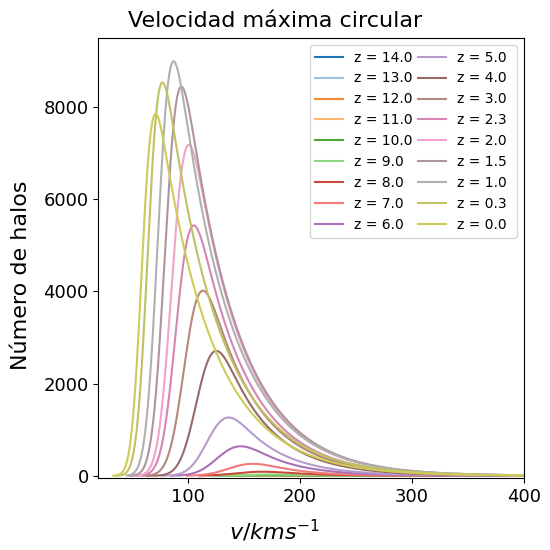 Velocidad máxima circular
Número de halos
8000
6000
4000
2000
0
z = 14.0 z = 5.0
z = 13.0 z = 4.0
z = 12.0 z = 3.0
z = 11.0 z = 2.3
z = 10.0 z = 2.0
z = 9.0 z = 1.5
z = 8.0 z = 1.0
z = 7.0 z = 0.3
z = 6.0 z = 0.0
100 200 300 400
v/kms⁻¹